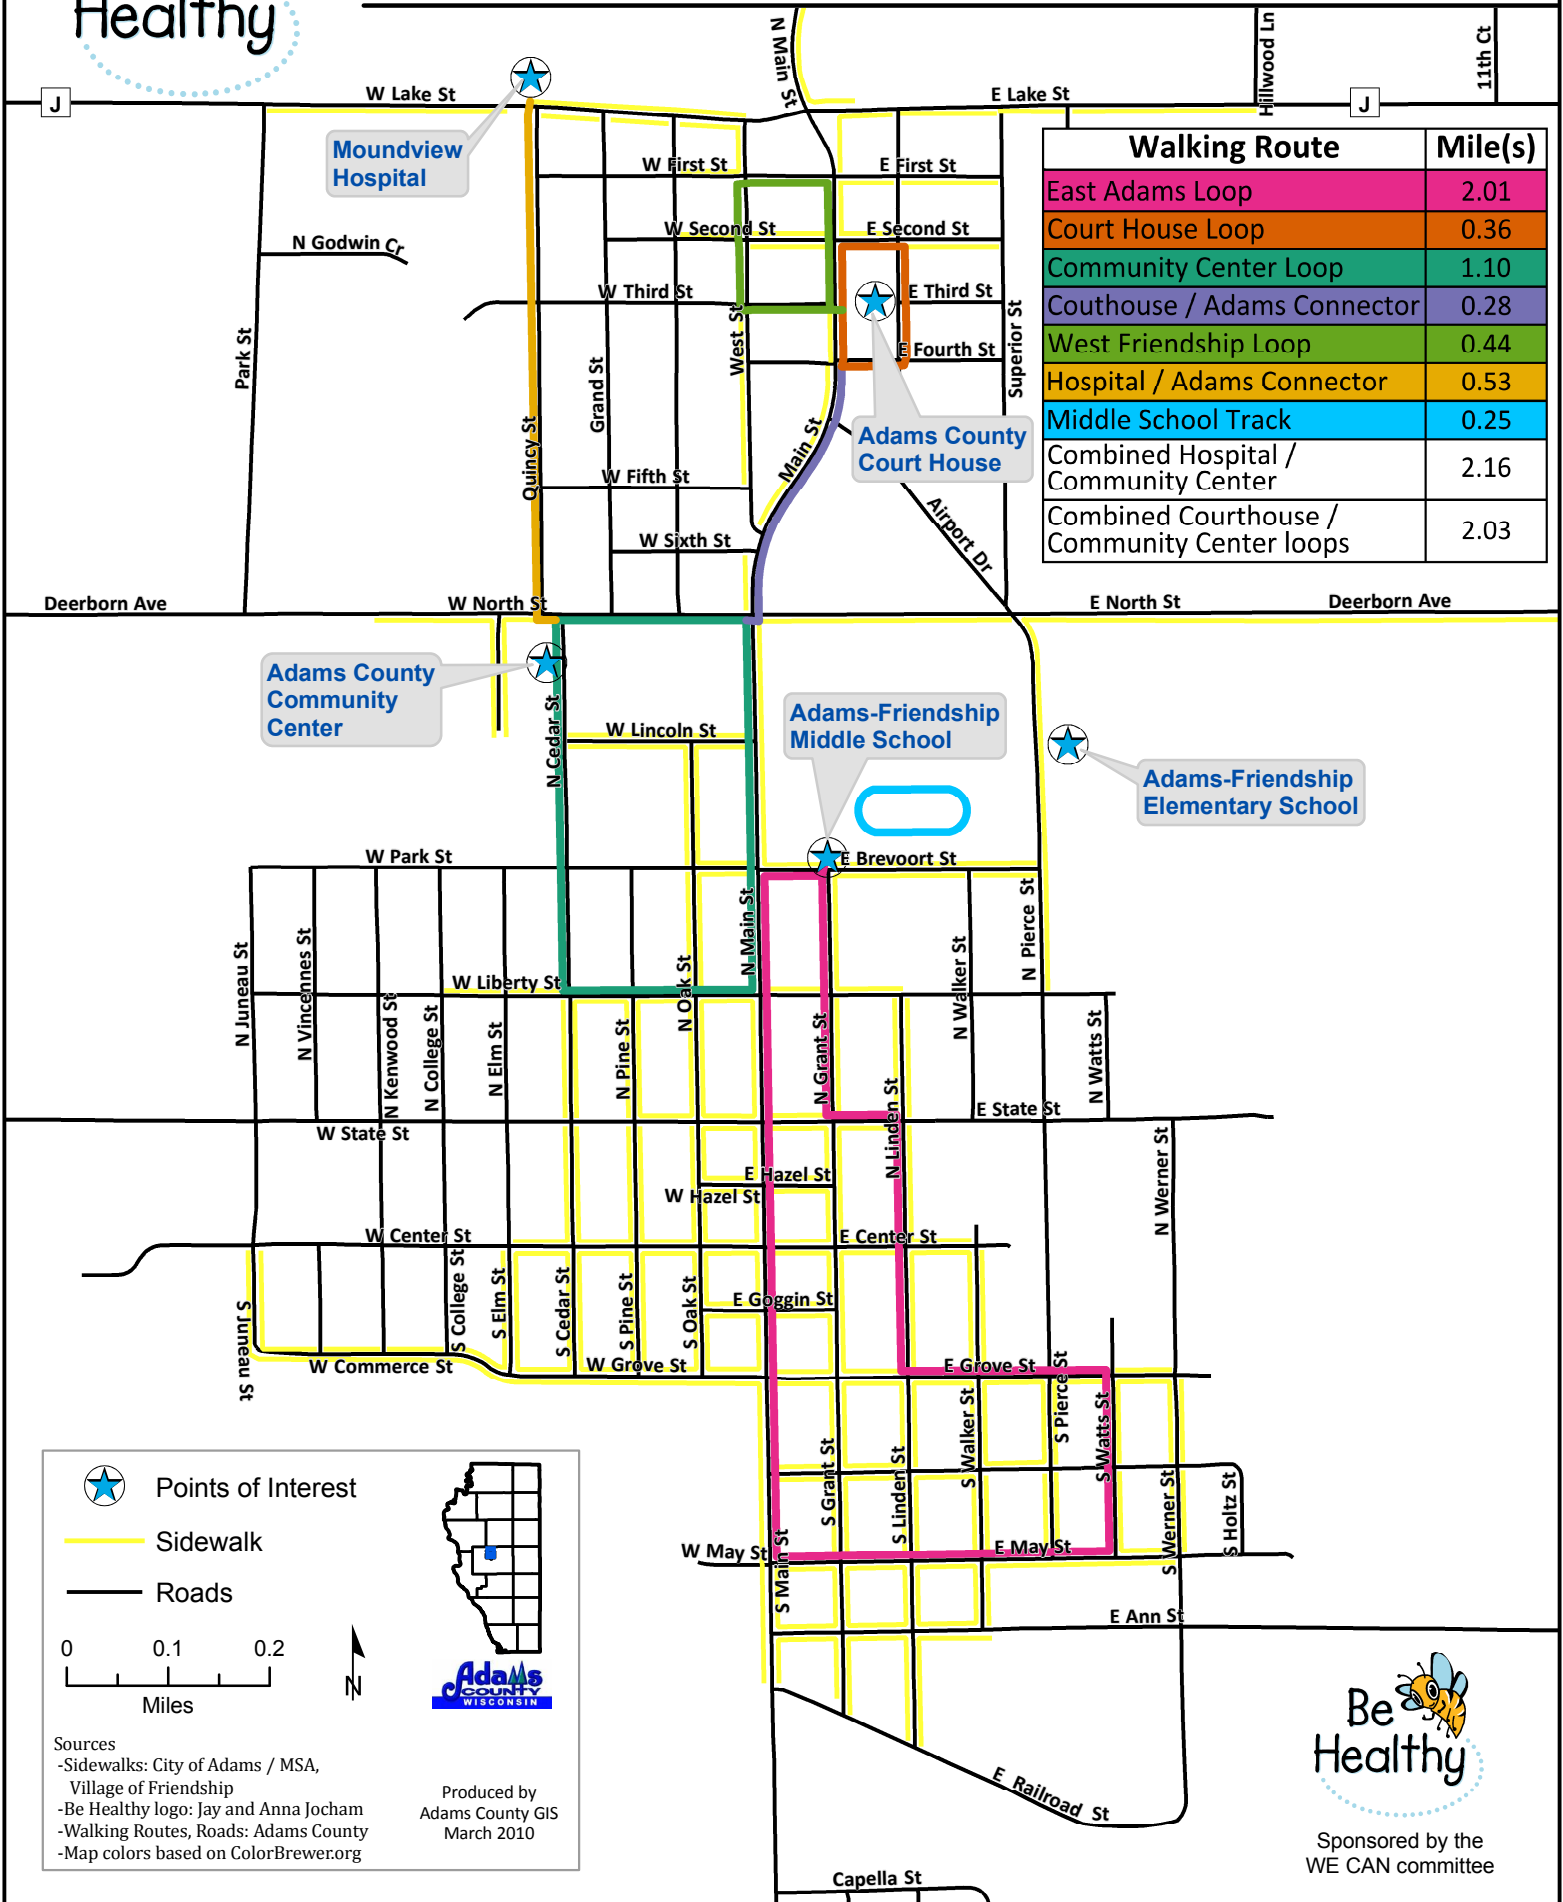 Healthy
N Main St
Hillwood Ln
11th Ct
J
W Lake St
E Lake St
J
Moundview
Hospital
W First St
E First St
Walking Route
Mile(s)
East Adams Loop
2.01
Court House Loop
0.36
Community Center Loop
1.10
Couthouse / Adams Connector
0.28
West Friendship Loop
0.44
Hospital / Adams Connector
0.53
Middle School Track
0.25
Combined Hospital /
Community Center
2.16
Combined Courthouse /
Community Center loops
2.03
W Second St
E Second St
N Godwin Cr
W Third St
E Third St
Park St
West St
Superior St
E Fourth St
Grand St
Quincy St
Main St
Adams County
Court House
W Fifth St
Airport Dr
W Sixth St
Deerborn Ave
W North St
E North St
Deerborn Ave
Adams County
Community
Center
N Cedar St
W Lincoln St
Adams-Friendship
Middle School
Adams-Friendship
Elementary School
W Park St
E Brevoort St
N Juneau St
N Vincennes St
N Kenwood St
N College St
N Elm St
W Liberty St
N Pine St
N Oak St
N Main St
N Grant St
N Linden St
N Walker St
N Pierce St
N Watts St
W State St
E State St
N Werner St
E Hazel St
W Hazel St
W Center St
E Center St
S Juneau St
S College St
S Elm St
S Cedar St
S Pine St
S Oak St
E Goggin St
W Commerce St
W Grove St
E Grove St
S Grant St
S Linden St
S Walker St
S Pierce St
S Watts St
S Werner St
S Holtz St
W May St
S Main St
E May St
E Ann St
E Railroad St
Capella St
Points of Interest
Sidewalk
Roads
0 0.1 0.2
Miles
N
Adams
COUNTY
WISCONSIN
Sources
-Sidewalks: City of Adams / MSA,
Village of Friendship
-Be Healthy logo: Jay and Anna Jocham
-Walking Routes, Roads: Adams County
-Map colors based on ColorBrewer.org
Produced by
Adams County GIS
March 2010
Be
Healthy
Sponsored by the
WE CAN committee